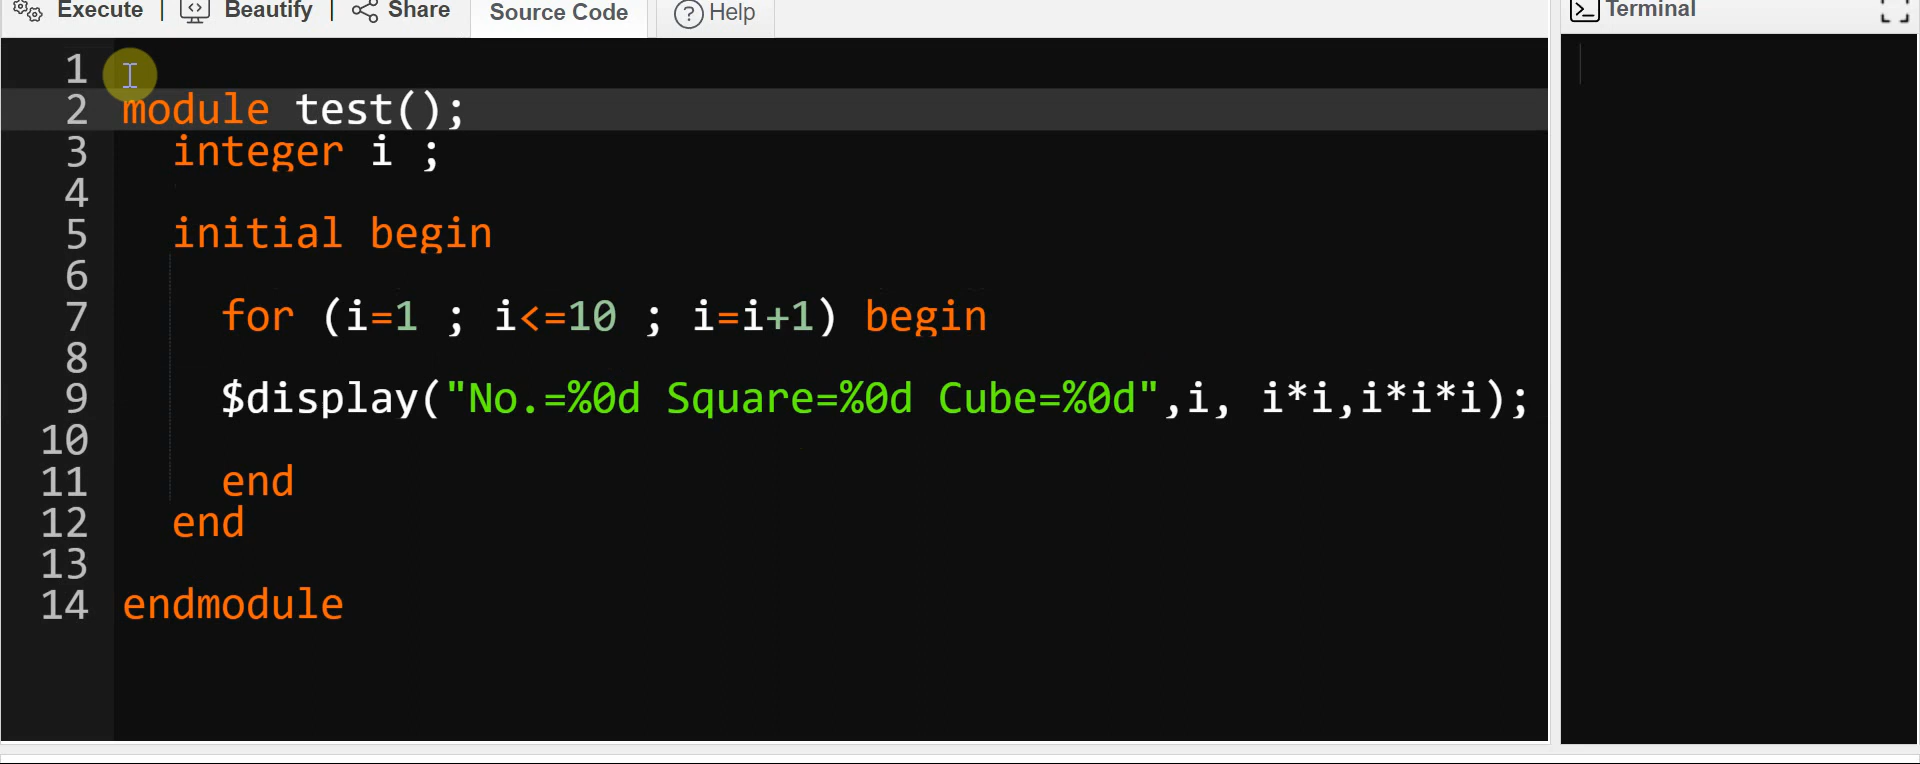 Execute | Beautify | Share Source Code Help Terminal
1
2 module test();
3 integer i ;
4
5 initial begin
6
7 for (i=1 ; i<=10 ; i=i+1) begin
8
9 $display("No.=%0d Square=%0d Cube=%0d",i, i*i,i*i*i);
10
11 end
12 end
13
14 endmodule